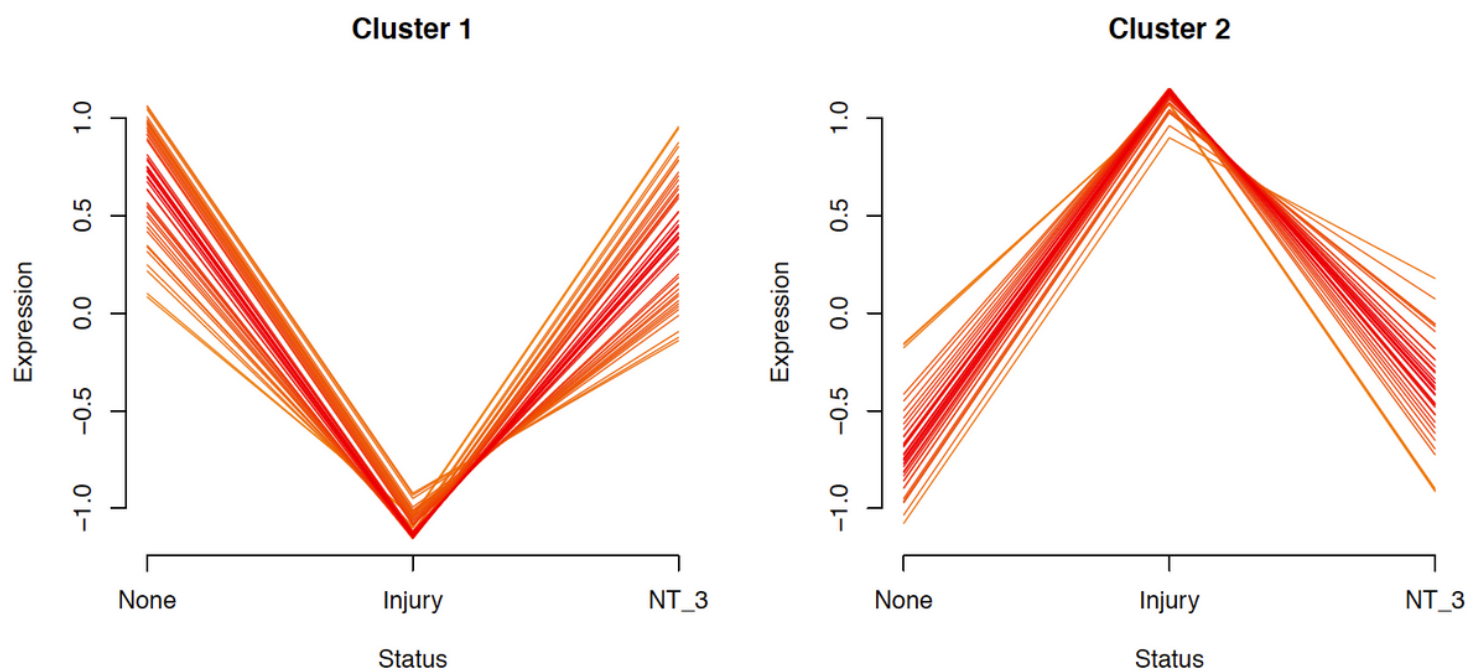 Cluster 1
Expression
1.0
0.5
0.0
−0.5
−1.0
None Injury NT_3
Status
Cluster 2
Expression
1.0
0.5
0.0
−0.5
−1.0
None Injury NT_3
Status